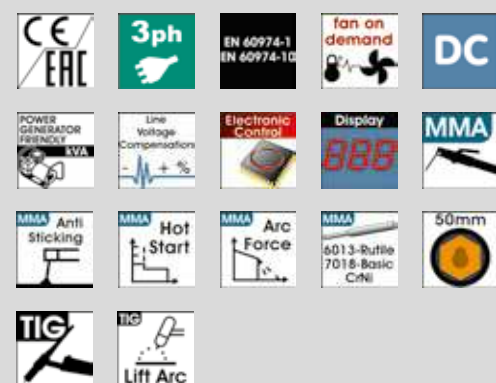 CE
EAC
3ph
EN 60974-1
EN 60974-10
fan on
demand
DC
POWER
GENERATOR
FRIENDLY
kVA
Line
Voltage
Compensation
- + %
Electronic
Control
Display
888
MMA
MMA Anti
Sticking
MMA Hot
Start
MMA Arc
Force
MMA
6013-Rutile
7018-Basic
CrNi
50mm
TIG
TIG
Lift Arc